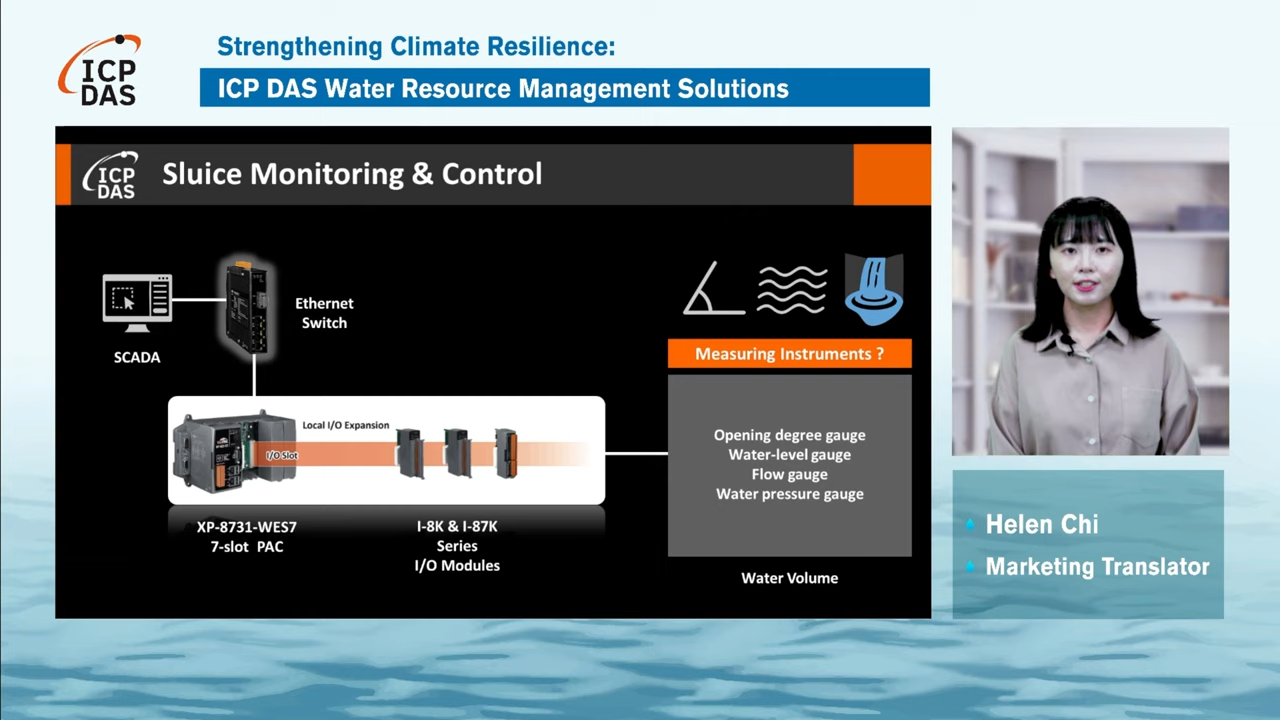 ICP
DAS
Strengthening Climate Resilience:
ICP DAS Water Resource Management Solutions
ICP
DAS
Sluice Monitoring & Control
SCADA
Ethernet
Switch
Local I/O Expansion
I/O Slot
XP-8731-WES7
7-slot PAC
I-8K & I-87K
Series
I/O Modules
Measuring Instruments ?
Opening degree gauge
Water-level gauge
Flow gauge
Water pressure gauge
Water Volume
Helen Chi
Marketing Translator